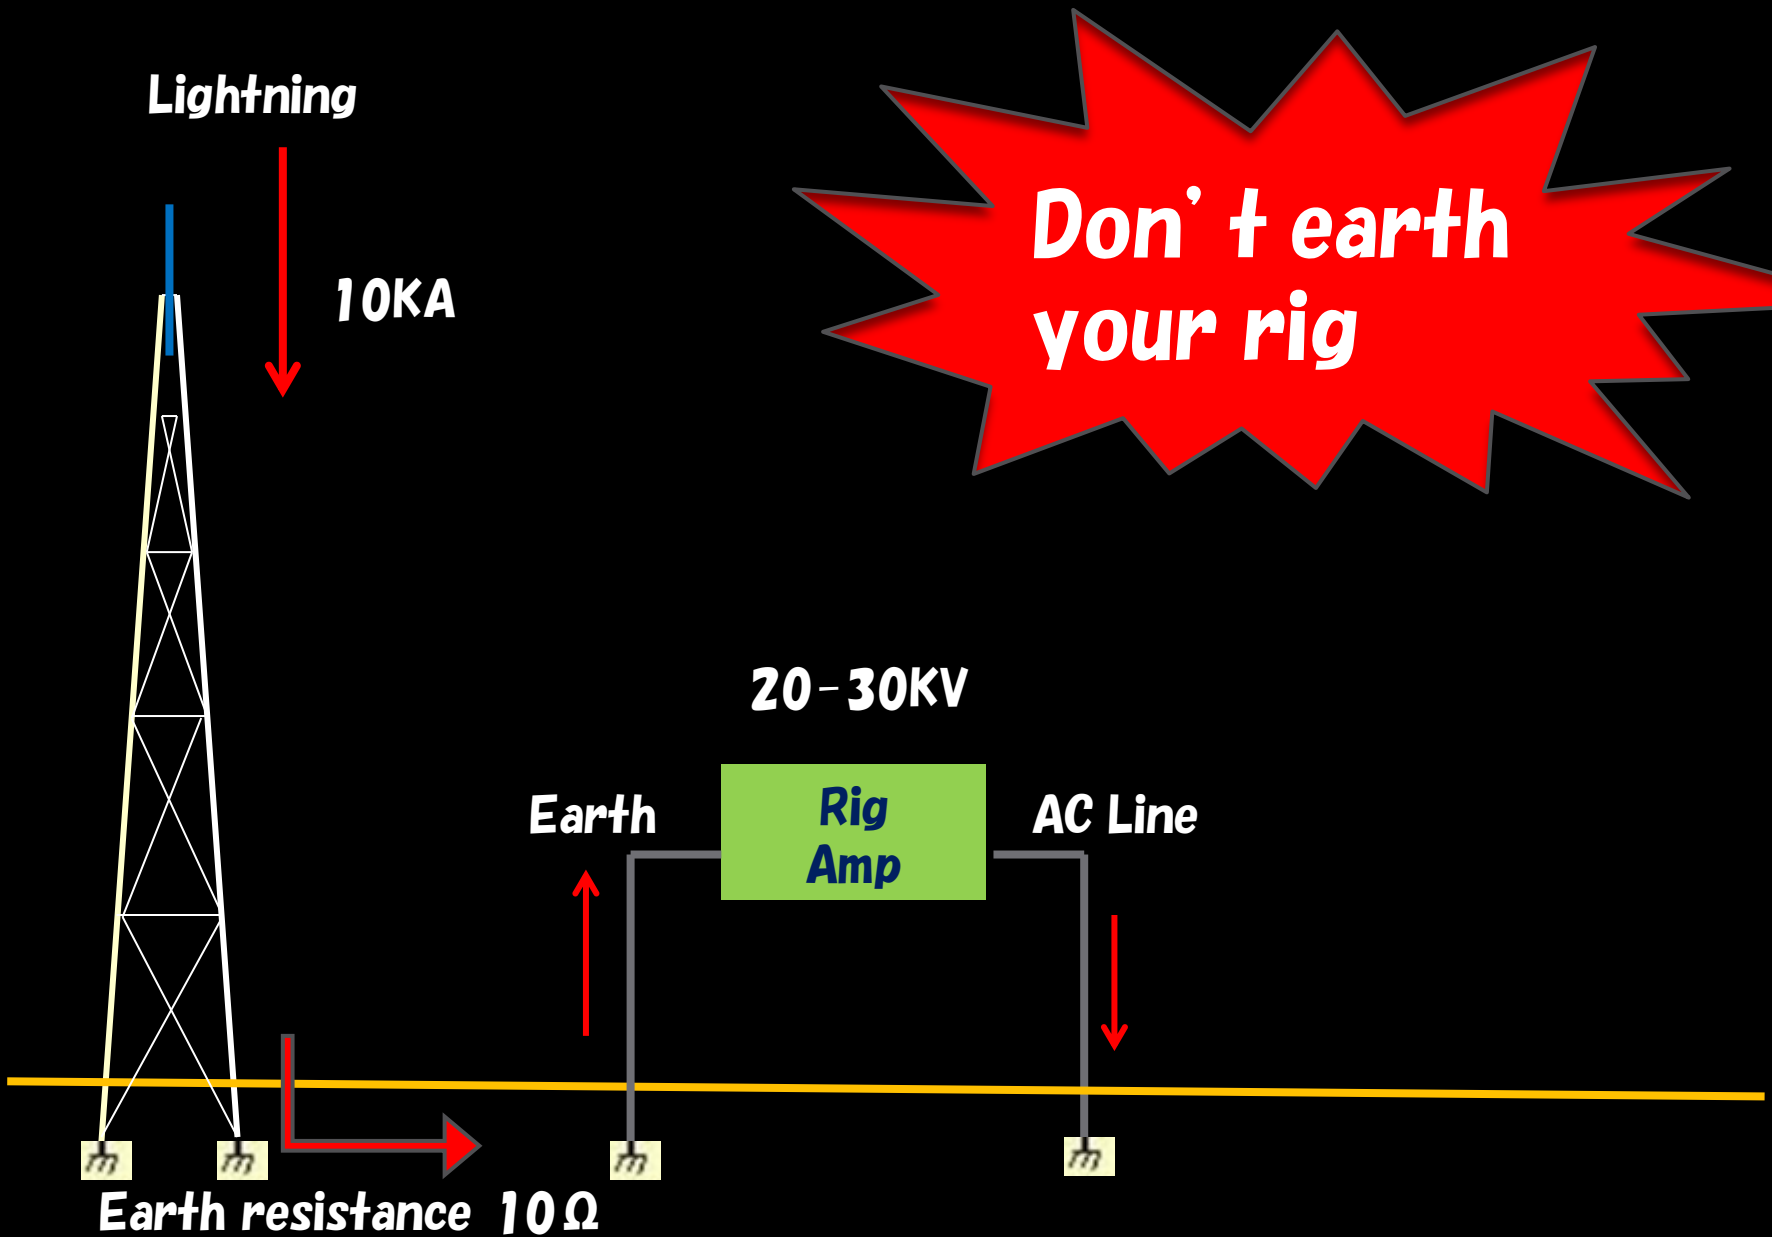 Lightning
10KA
Don’t earth
your rig
20-30KV
Earth
Rig
Amp
AC Line
Earth resistance 10Ω